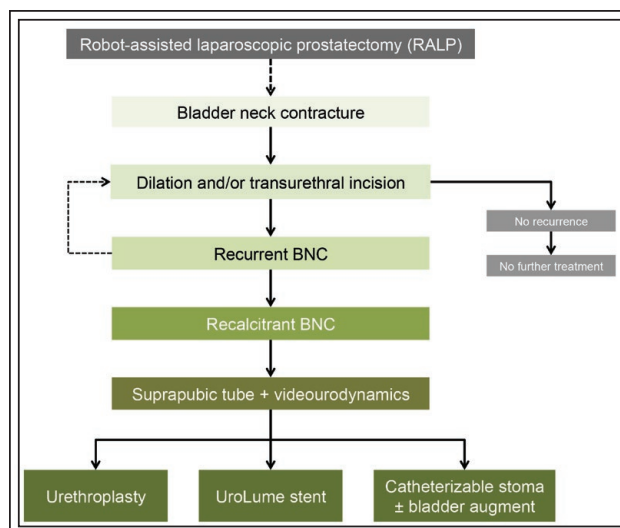 Robot-assisted laparoscopic prostatectomy (RALP)
Bladder neck contracture
Dilation and/or transurethral incision
No recurrence
No further treatment
Recurrent BNC
Recalcitrant BNC
Suprapubic tube + videourodynamics
Urethroplasty
UroLume stent
Catheterizable stoma
± bladder augment